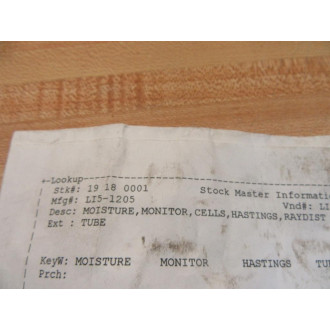 +-Lookup
Stk#: 19 18 0001 Stock Master Informatio
Mfg#: LI5-1205 Vnd#: LI
Desc: MOISTURE,MONITOR,CELLS,HASTINGS,RAYDIST
Ext : TUBE
KeyW: MOISTURE MONITOR HASTINGS TU
Prch: